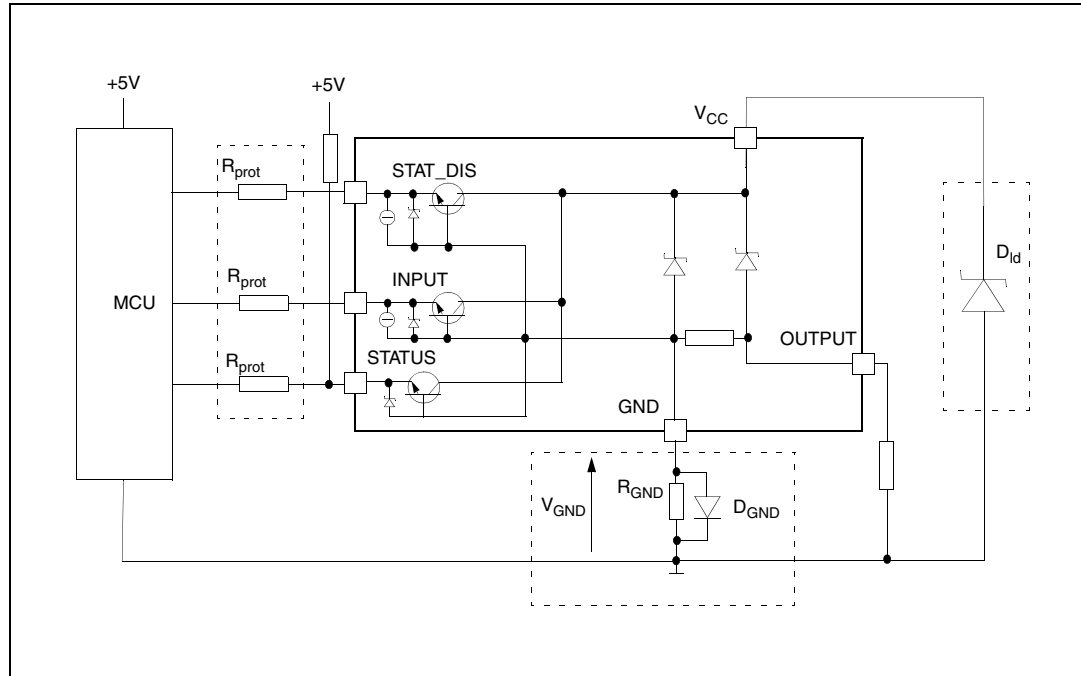 +5V
+5V
V_CC
R_prot
STAT_DIS
D_ld
R_prot
INPUT
MCU
OUTPUT
R_prot
STATUS
GND
R_GND
V_GND
D_GND